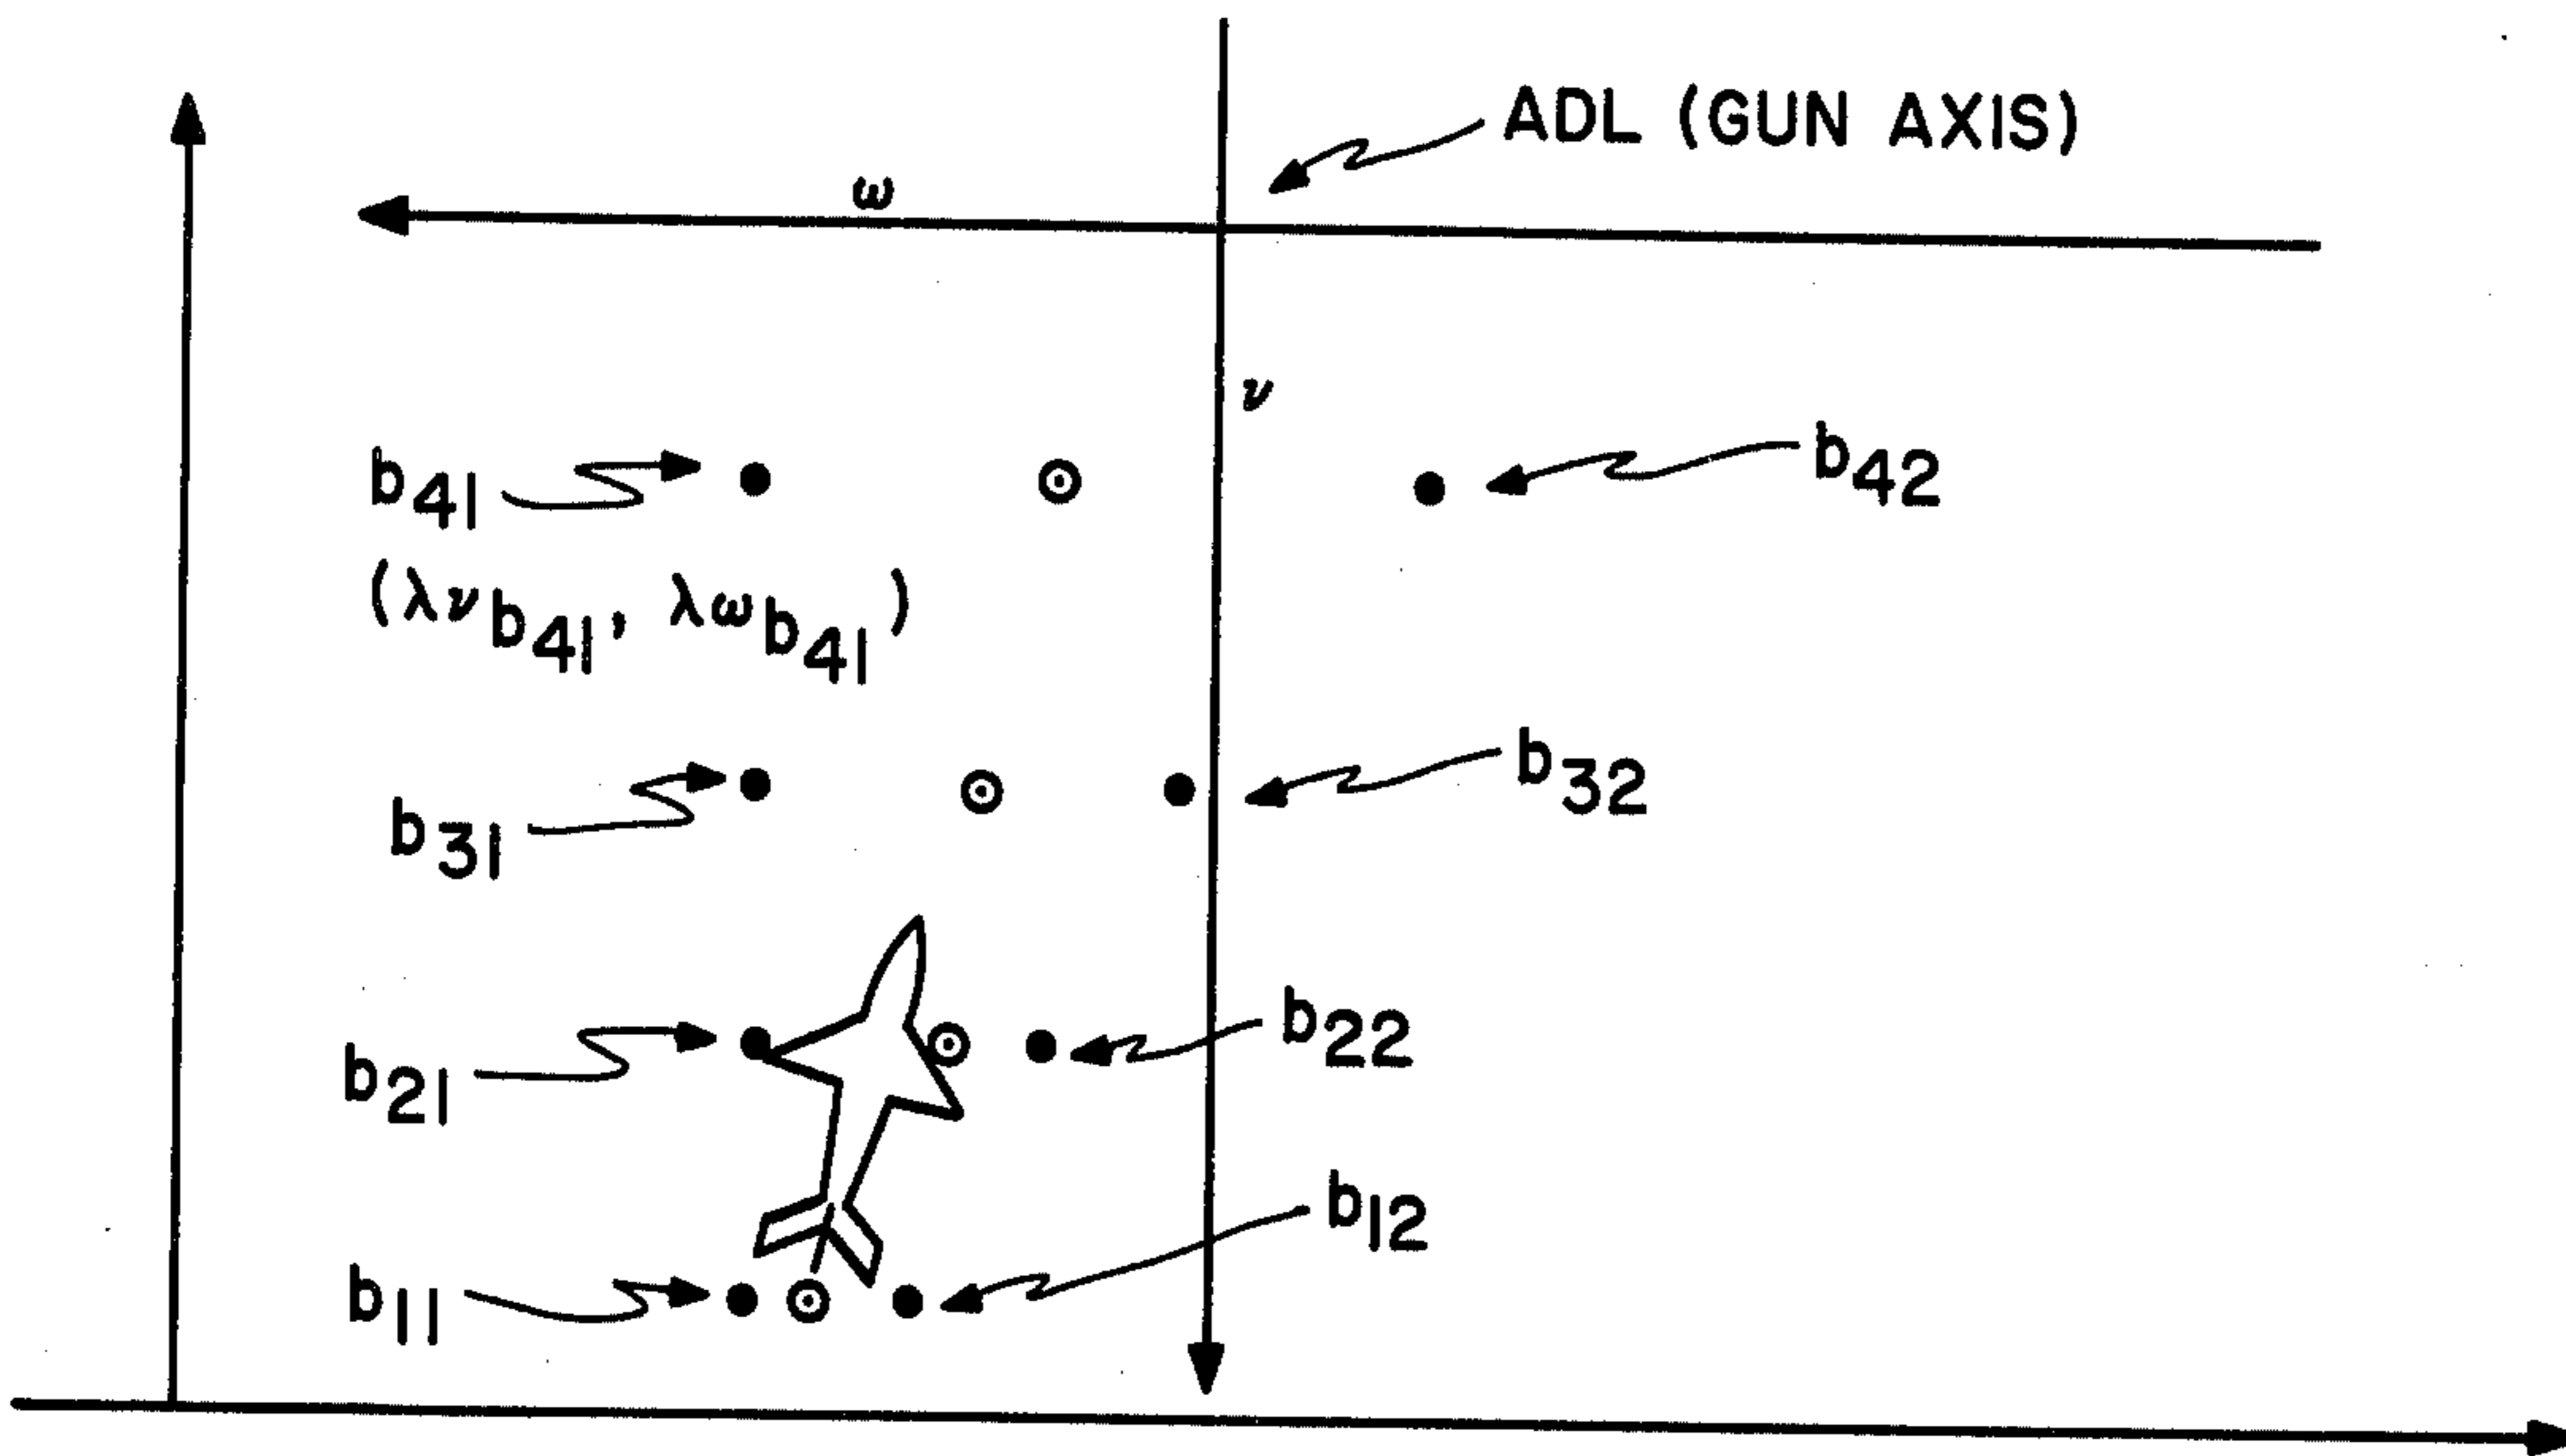 ADL (GUN AXIS)
ω
ν
b41
b42
(λνb41, λωb41)
b32
b31
b22
b21
b12
b11